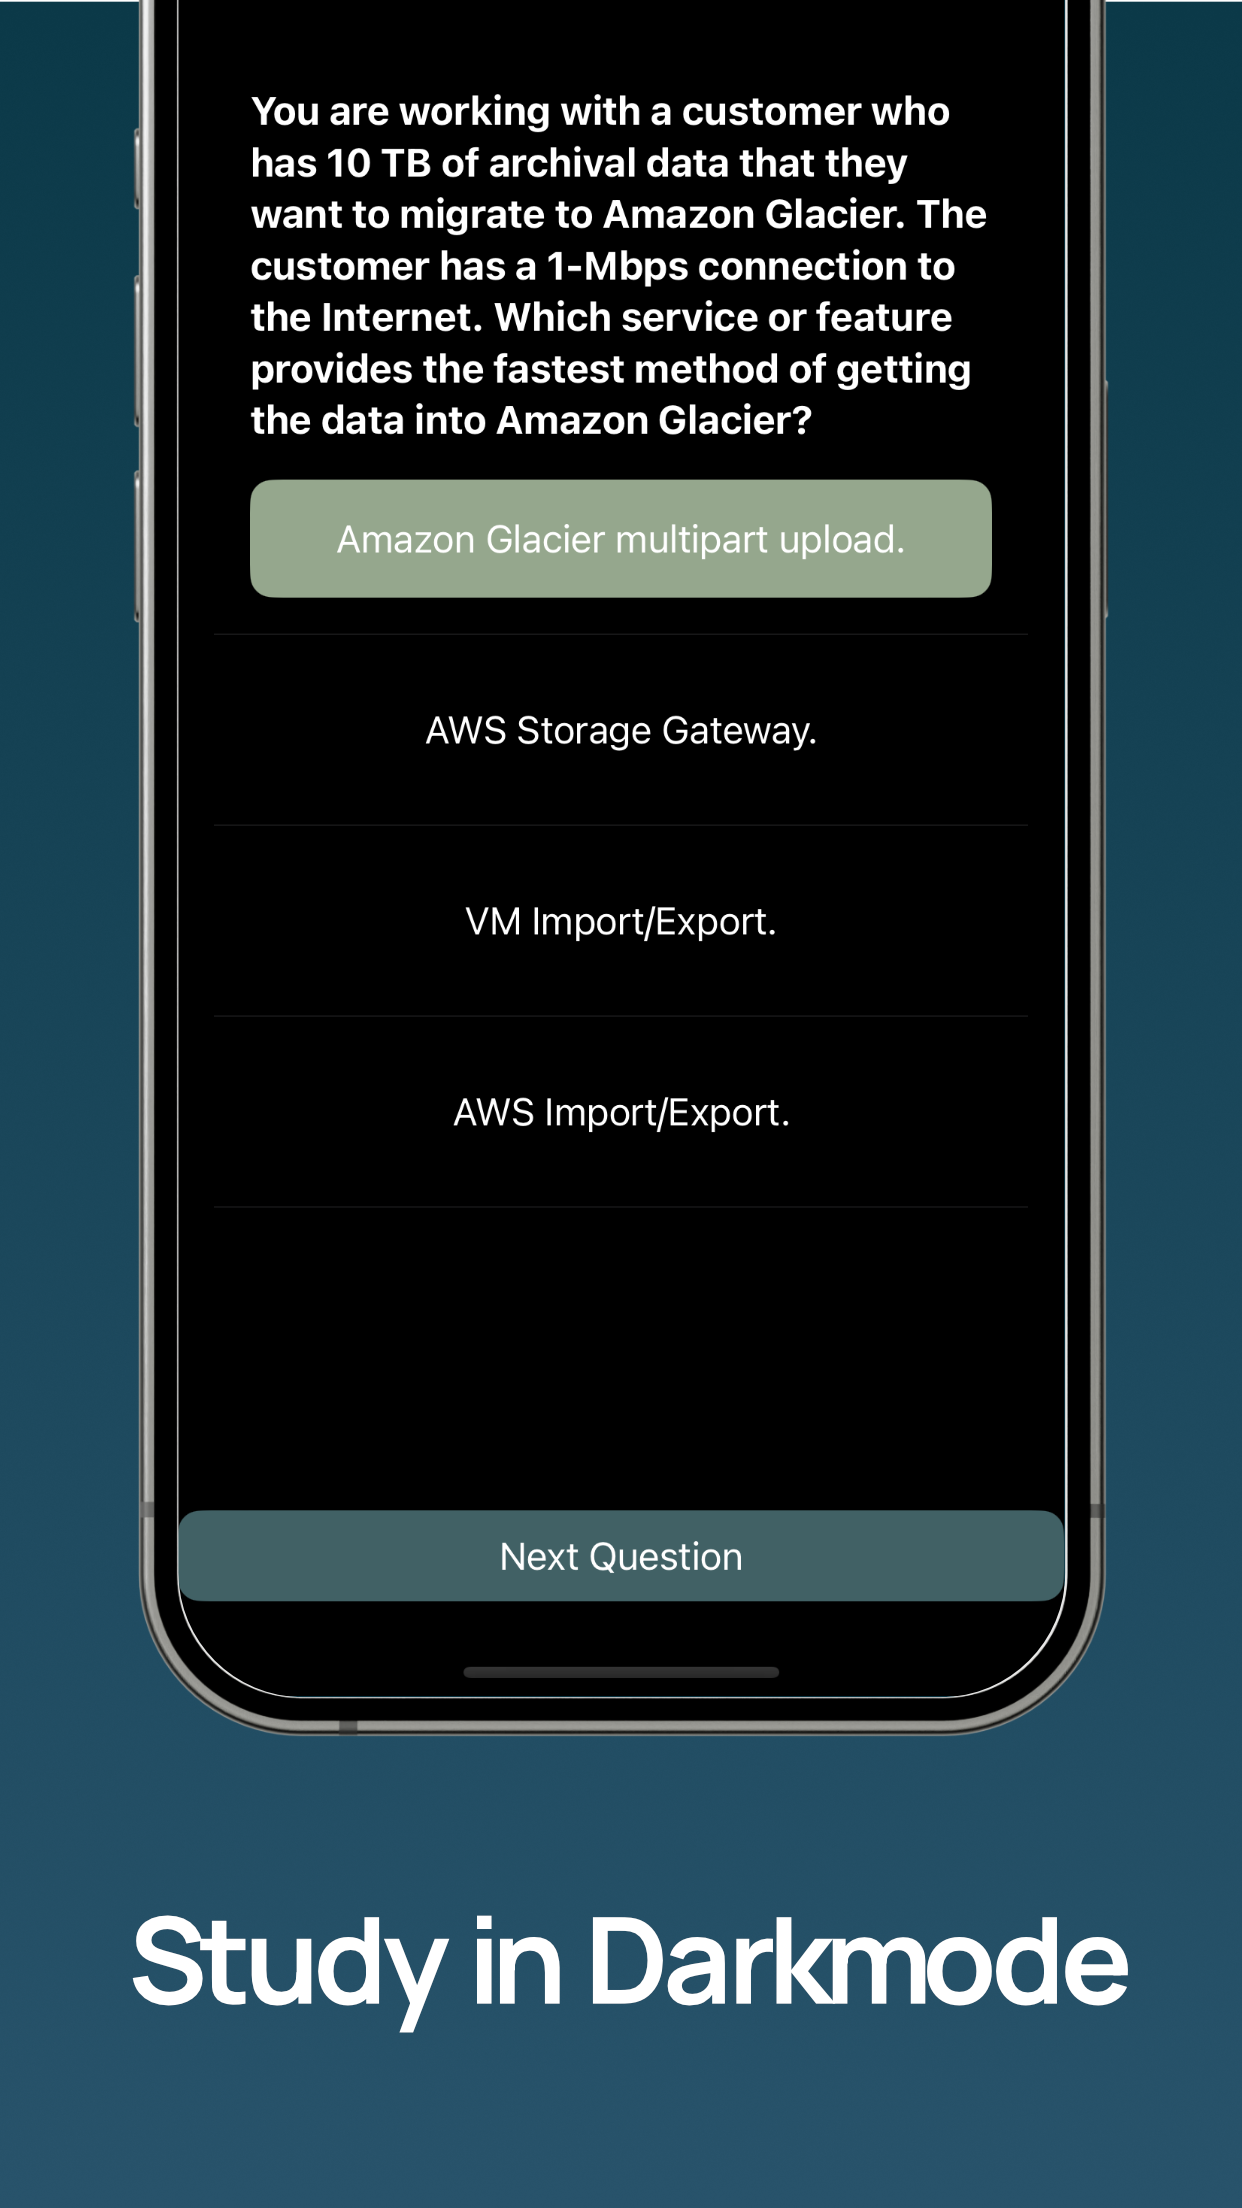 You are working with a customer who
has 10 TB of archival data that they
want to migrate to Amazon Glacier. The
customer has a 1-Mbps connection to
the Internet. Which service or feature
provides the fastest method of getting
the data into Amazon Glacier?
Amazon Glacier multipart upload.
AWS Storage Gateway.
VM Import/Export.
AWS Import/Export.
Next Question
Study in Darkmode